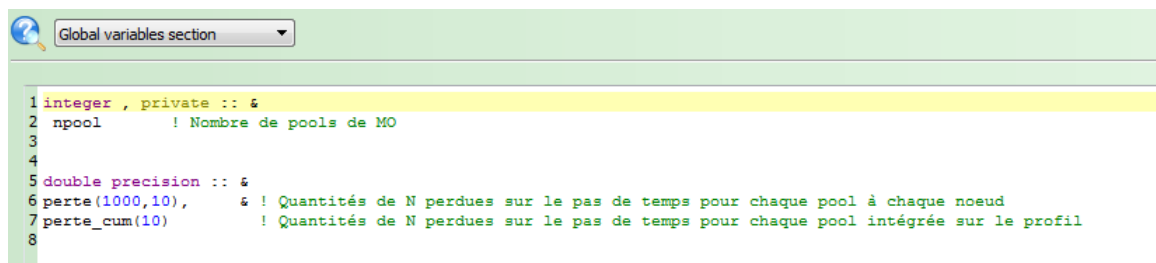 Global variables section
1 integer , private :: &
2 npool ! Nombre de pools de MO
3
4
5 double precision :: &
6 perte(1000,10), & ! Quantités de N perdues sur le pas de temps pour chaque pool à chaque noeud
7 perte_cum(10) ! Quantités de N perdues sur le pas de temps pour chaque pool intégrée sur le profil
8